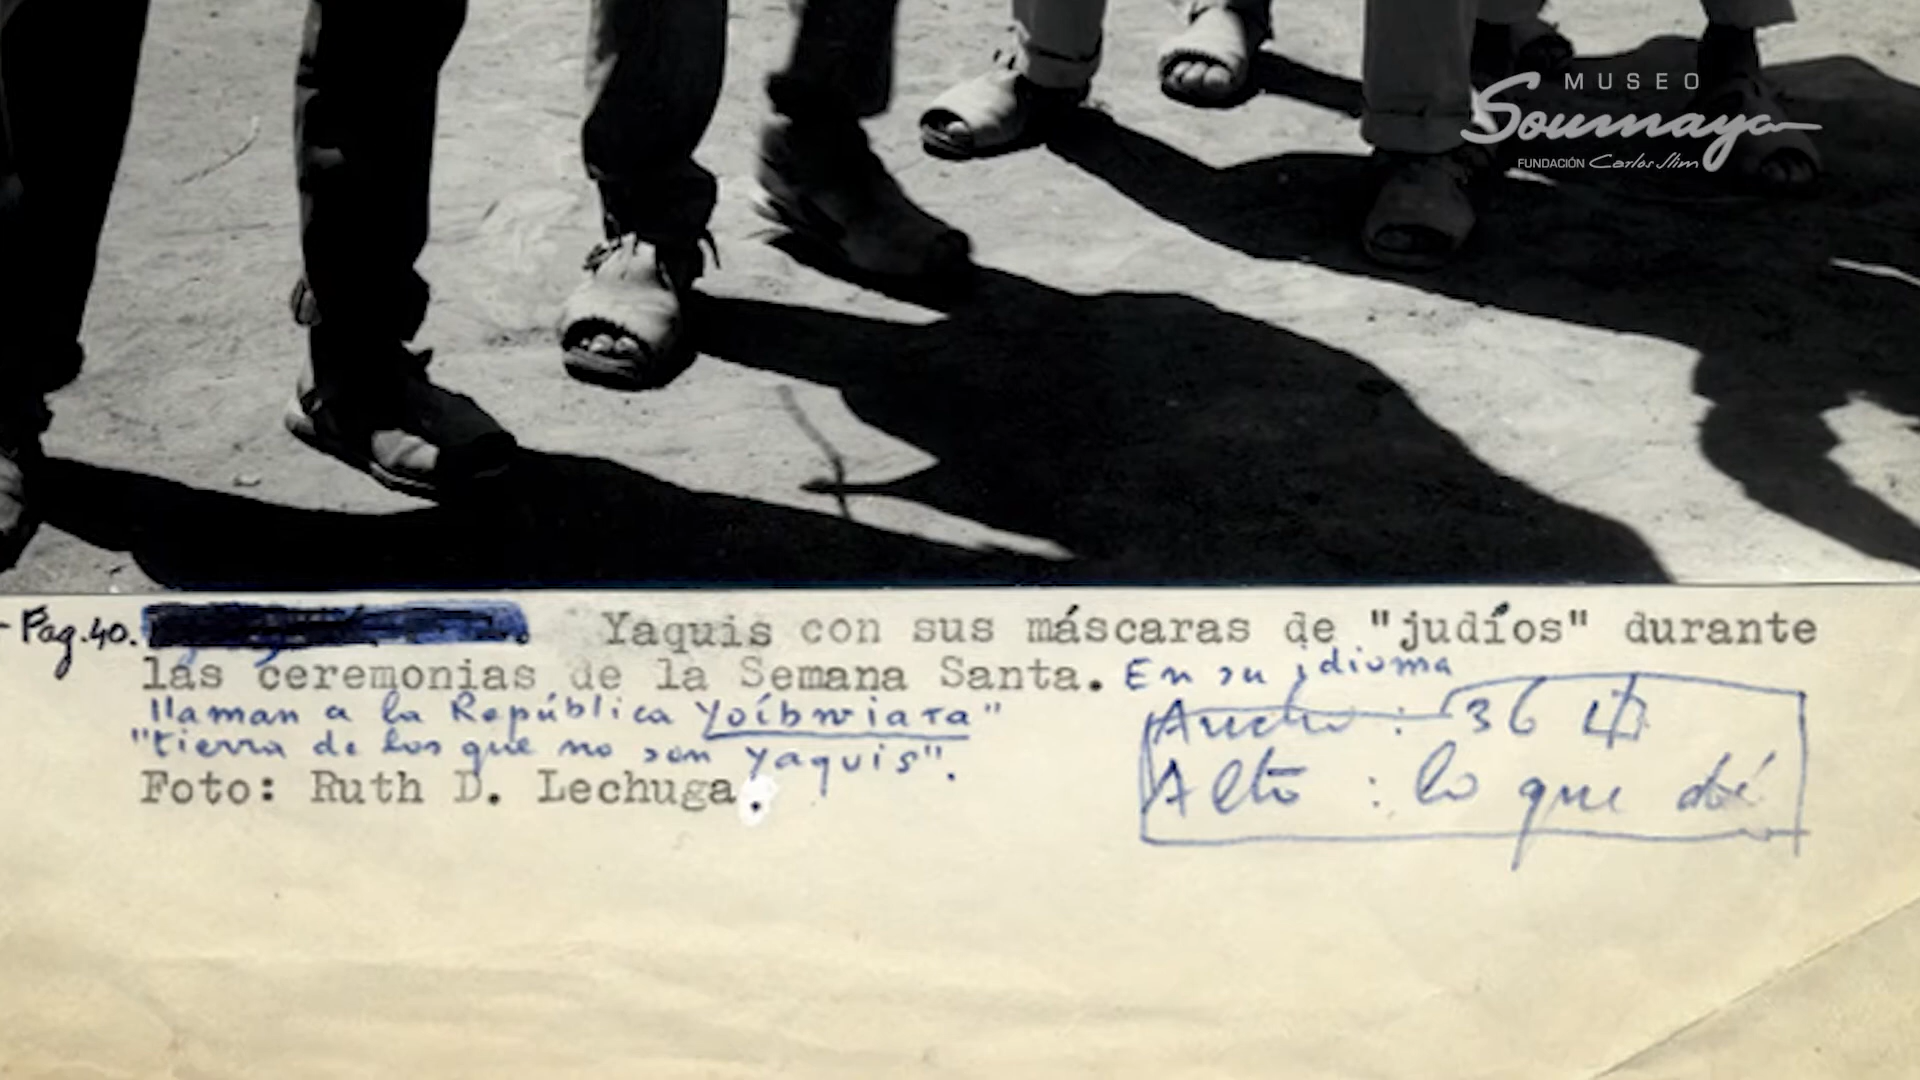 MUSEO
Soumaya
FUNDACIÓN Carlos Slim
- Pag.40. Yaquis con sus máscaras de "judíos" durante
las ceremonias de la Semana Santa. En su idioma
llaman a la República Yoíbwiara"
"tierra de los que no son yaquis".
Foto: Ruth D. Lechuga.
Ancho : 36
Alto : lo que dé